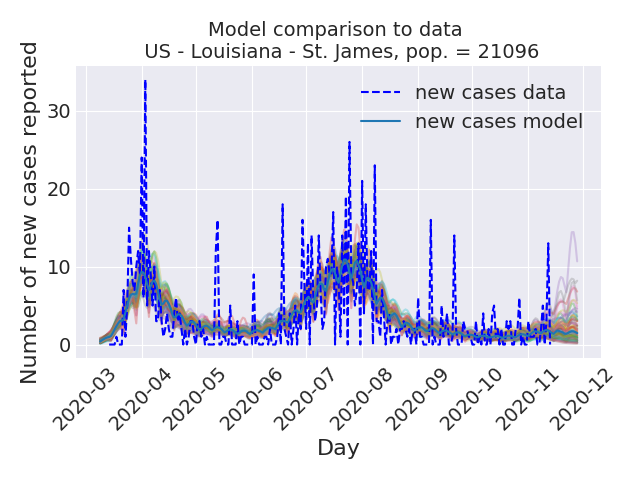 Model comparison to data
US - Louisiana - St. James, pop. = 21096
Number of new cases reported
30
20
10
0
new cases data
new cases model
2020-03
2020-04
2020-05
2020-06
2020-07
2020-08
2020-09
2020-10
2020-11
2020-12
Day